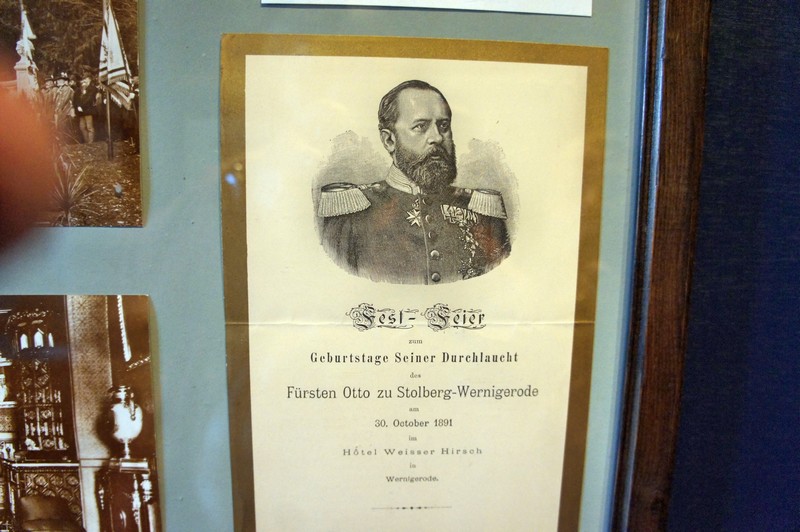 Fest-Feier
zum
Geburtstage Seiner Durchlaucht
des
Fürsten Otto zu Stolberg-Wernigerode
am
30. October 1891
im
Hôtel Weisser Hirsch
in
Wernigerode.